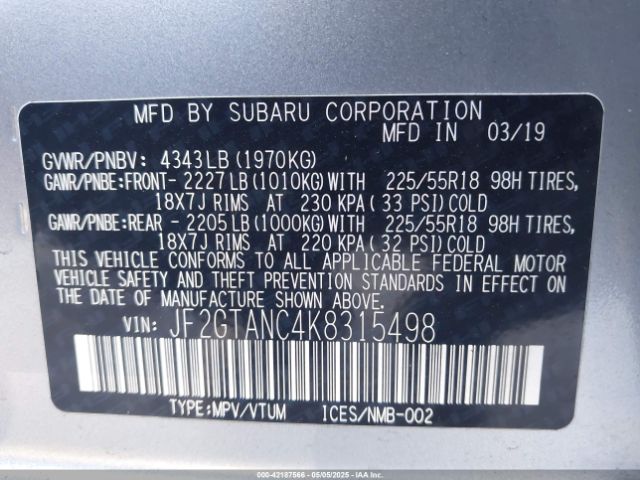 MFD BY SUBARU CORPORATION
MFD IN 03/19
GVWR/PNBV: 4343LB (1970KG)
GAWR/PNBE:FRONT- 2227LB(1010KG)WITH 225/55R18 98H TIRES,
18X7J RIMS AT 230 KPA( 33 PSI)COLD
GAWR/PNBE:REAR - 2205LB(1000KG)WITH 225/55R18 98H TIRES,
18X7J RIMS AT 220 KPA( 32 PSI)COLD
THIS VEHICLE CONFORMS TO ALL APPLICABLE FEDERAL MOTOR
VEHICLE SAFETY AND THEFT PREVENTION STANDARDS IN EFFECT ON
THE DATE OF MANUFACTURE SHOWN ABOVE.
VIN: JF2GTANC4K8315498
TYPE:MPV/VTUM ICES/NMB-002
000-42187566 - 05/05/2025 - IAAI.COM